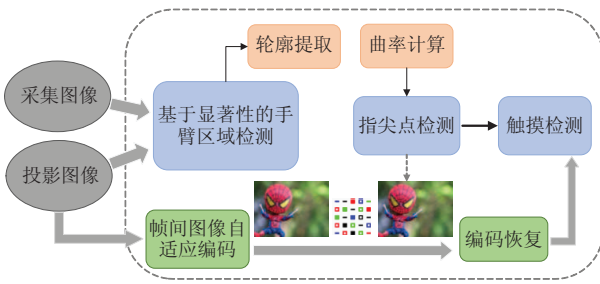 轮廓提取
曲率计算
采集图像
基于显著性的手
臂区域检测
指尖点检测
触摸检测
投影图像
帧间图像自
适应编码
编码恢复